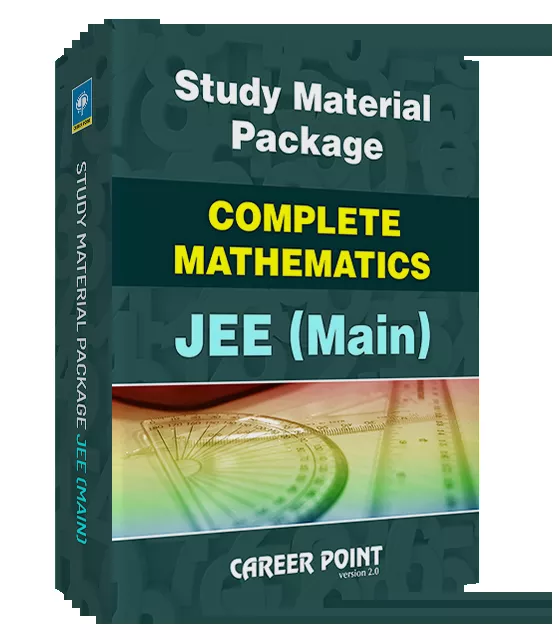 Study Material
Package
COMPLETE
MATHEMATICS
JEE (Main)
CAREER POINT
version 2.0
STUDY MATERIAL PACKAGE JEE (MAIN)